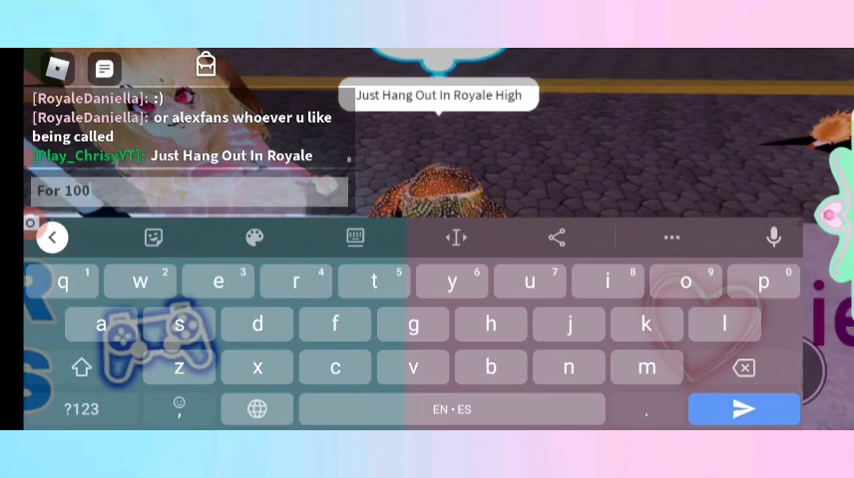 [RoyaleDaniella]: :)
[RoyaleDaniella]: or alexfans whoever u like
being called
[Play_ChrisyYT]: Just Hang Out In Royale
Just Hang Out In Royale High
For 100
q 1 w 2 e 3 r 4 t 5 y 6 u 7 i 8 o 9 p 0
a s d f g h j k l
z x c v b n m
?123 , EN • ES .
ie